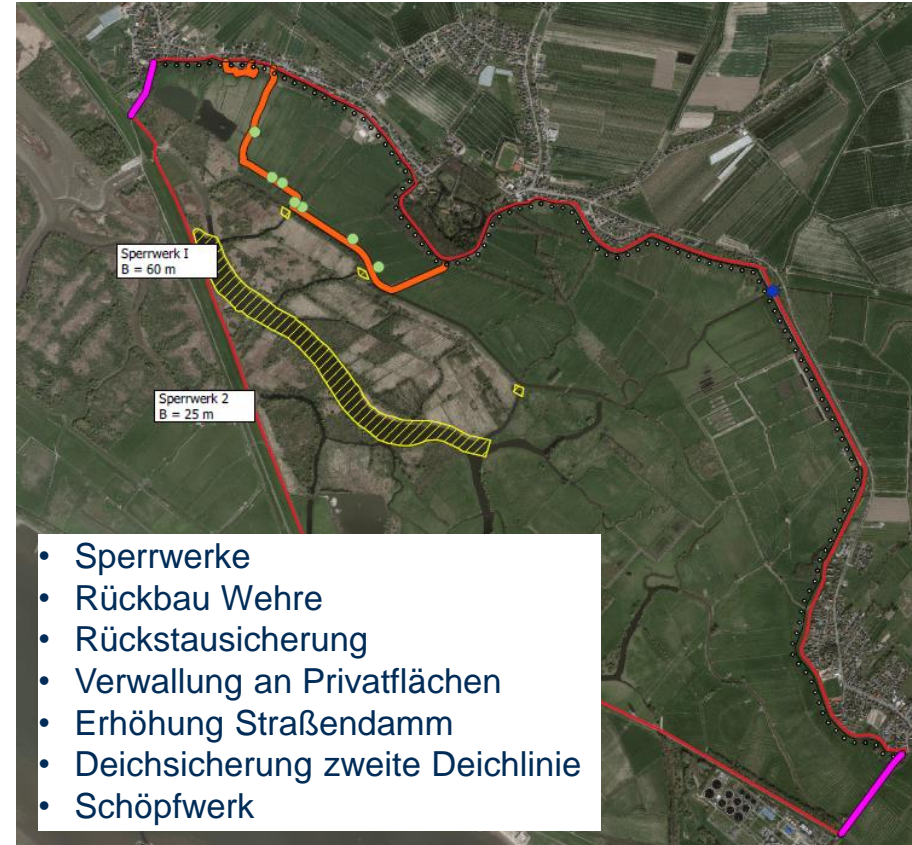 Sperrwerk I
B = 60 m
Sperrwerk 2
B = 25 m
• Sperrwerke
• Rückbau Wehre
• Rückstausicherung
• Verwallung an Privatflächen
• Erhöhung Straßendamm
• Deichsicherung zweite Deichlinie
• Schöpfwerk